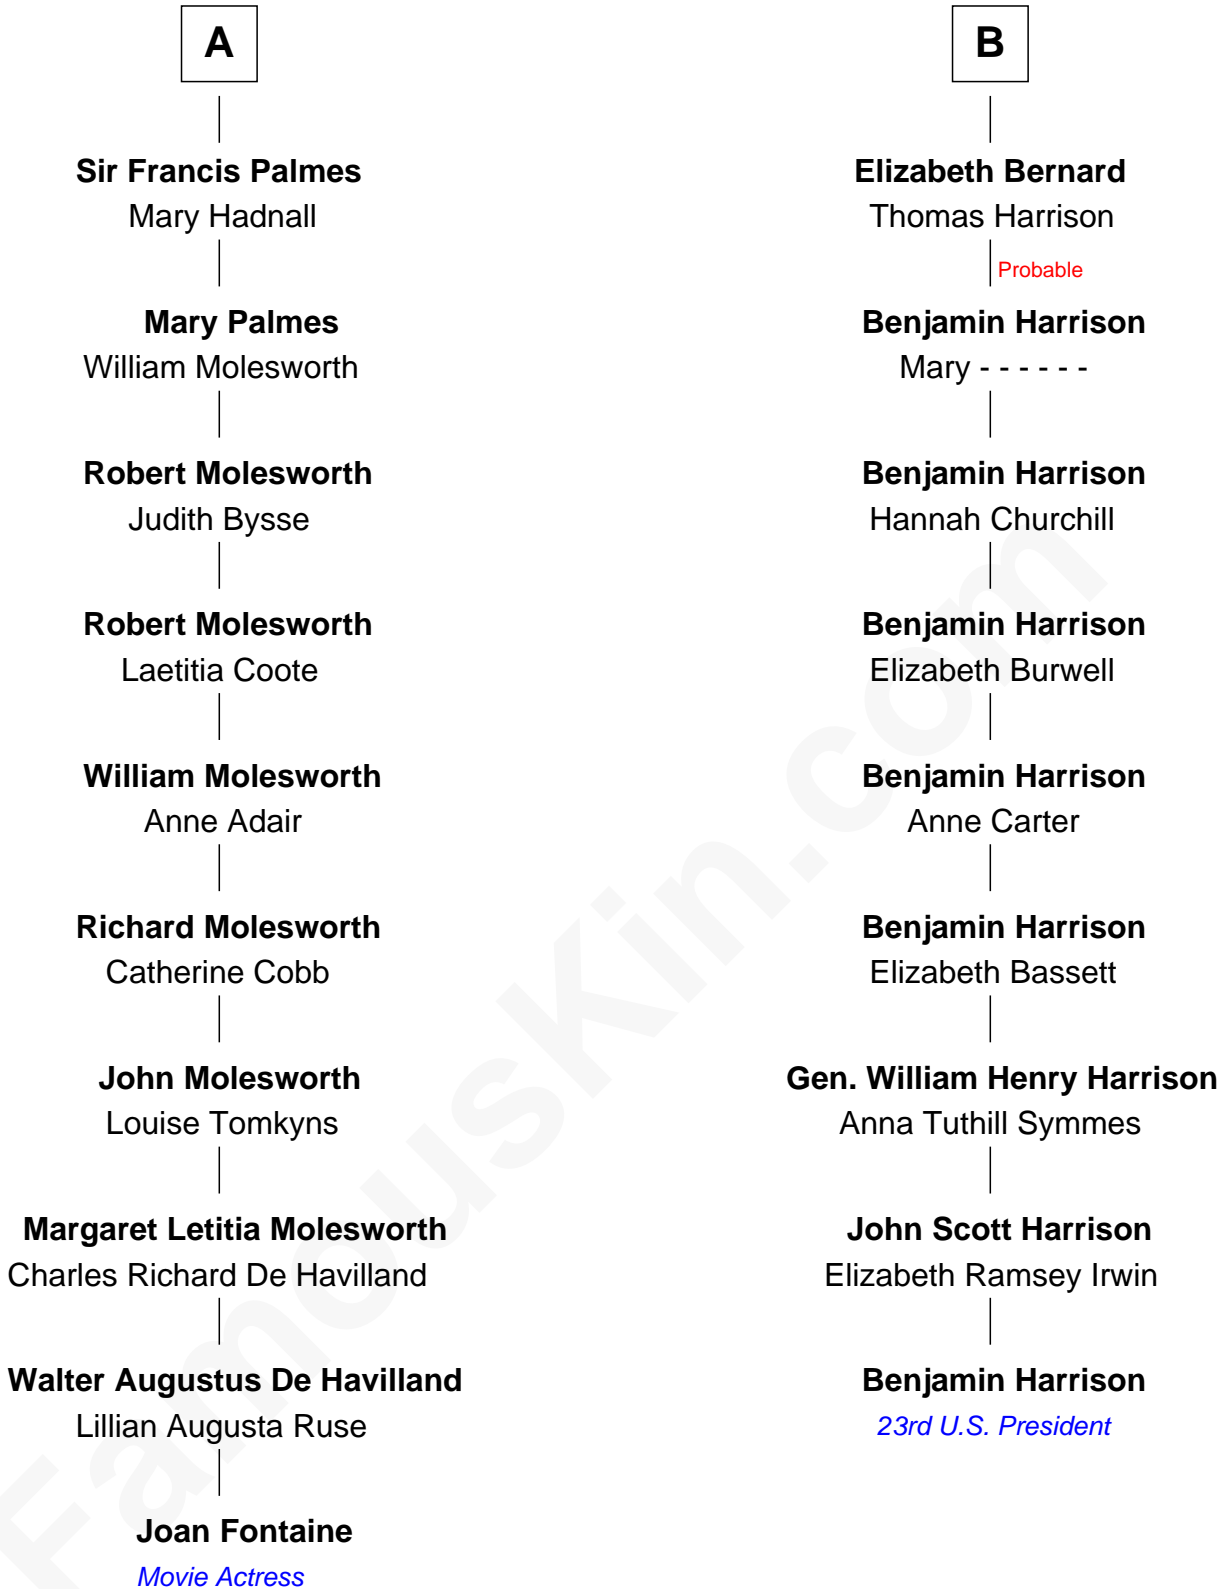 A
Sir Francis Palmes
Mary Hadnall
Mary Palmes
William Molesworth
Robert Molesworth
Judith Bysse
Robert Molesworth
Laetitia Coote
William Molesworth
Anne Adair
Richard Molesworth
Catherine Cobb
John Molesworth
Louise Tomkyns
Margaret Letitia Molesworth
Charles Richard De Havilland
Walter Augustus De Havilland
Lillian Augusta Ruse
Joan Fontaine
Movie Actress
B
Elizabeth Bernard
Thomas Harrison
Probable
Benjamin Harrison
Mary - - - - - -
Benjamin Harrison
Hannah Churchill
Benjamin Harrison
Elizabeth Burwell
Benjamin Harrison
Anne Carter
Benjamin Harrison
Elizabeth Bassett
Gen. William Henry Harrison
Anna Tuthill Symmes
John Scott Harrison
Elizabeth Ramsey Irwin
Benjamin Harrison
23rd U.S. President
FamousKin.com